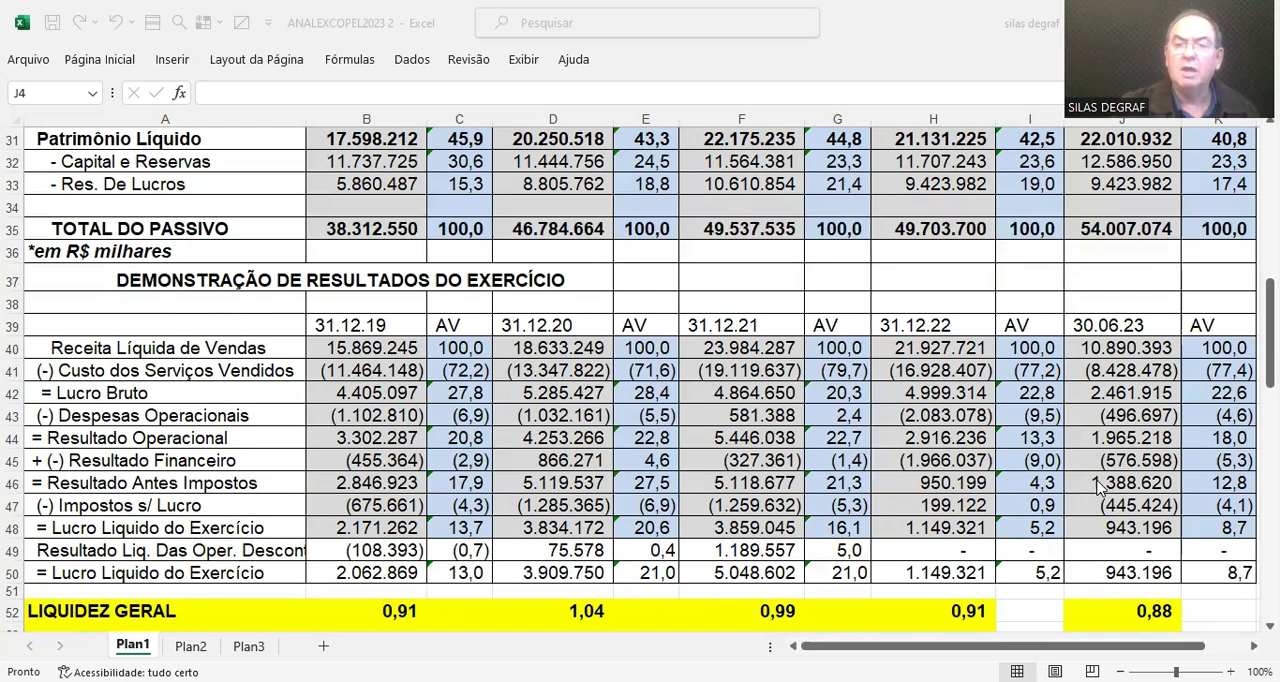 ANALEXCOPEL2023 2 - Excel
Pesquisar
silas degraf
Arquivo Página Inicial Inserir Layout da Página Fórmulas Dados Revisão Exibir Ajuda
SILAS DEGRAF
J4 fx
A B C D E F G H I J K
31 Patrimônio Líquido 17.598.212 45,9 20.250.518 43,3 22.175.235 44,8 21.131.225 42,5 22.010.932 40,8
32 - Capital e Reservas 11.737.725 30,6 11.444.756 24,5 11.564.381 23,3 11.707.243 23,6 12.586.950 23,3
33 - Res. De Lucros 5.860.487 15,3 8.805.762 18,8 10.610.854 21,4 9.423.982 19,0 9.423.982 17,4
34
35 TOTAL DO PASSIVO 38.312.550 100,0 46.784.664 100,0 49.537.535 100,0 49.703.700 100,0 54.007.074 100,0
36 *em R$ milhares
37 DEMONSTRAÇÃO DE RESULTADOS DO EXERCÍCIO
38
39 31.12.19 AV 31.12.20 AV 31.12.21 AV 31.12.22 AV 30.06.23 AV
40 Receita Líquida de Vendas 15.869.245 100,0 18.633.249 100,0 23.984.287 100,0 21.927.721 100,0 10.890.393 100,0
41 (-) Custo dos Serviços Vendidos (11.464.148) (72,2) (13.347.822) (71,6) (19.119.637) (79,7) (16.928.407) (77,2) (8.428.478) (77,4)
42 = Lucro Bruto 4.405.097 27,8 5.285.427 28,4 4.864.650 20,3 4.999.314 22,8 2.461.915 22,6
43 (-) Despesas Operacionais (1.102.810) (6,9) (1.032.161) (5,5) 581.388 2,4 (2.083.078) (9,5) (496.697) (4,6)
44 = Resultado Operacional 3.302.287 20,8 4.253.266 22,8 5.446.038 22,7 2.916.236 13,3 1.965.218 18,0
45 + (-) Resultado Financeiro (455.364) (2,9) 866.271 4,6 (327.361) (1,4) (1.966.037) (9,0) (576.598) (5,3)
46 = Resultado Antes Impostos 2.846.923 17,9 5.119.537 27,5 5.118.677 21,3 950.199 4,3 1.388.620 12,8
47 (-) Impostos s/ Lucro (675.661) (4,3) (1.285.365) (6,9) (1.259.632) (5,3) 199.122 0,9 (445.424) (4,1)
48 = Lucro Liquido do Exercício 2.171.262 13,7 3.834.172 20,6 3.859.045 16,1 1.149.321 5,2 943.196 8,7
49 Resultado Liq. Das Oper. Descont (108.393) (0,7) 75.578 0,4 1.189.557 5,0 - - - -
50 = Lucro Liquido do Exercício 2.062.869 13,0 3.909.750 21,0 5.048.602 21,0 1.149.321 5,2 943.196 8,7
51
52 LIQUIDEZ GERAL 0,91 1,04 0,99 0,91 0,88
Plan1 Plan2 Plan3
Pronto Acessibilidade: tudo certo 100%